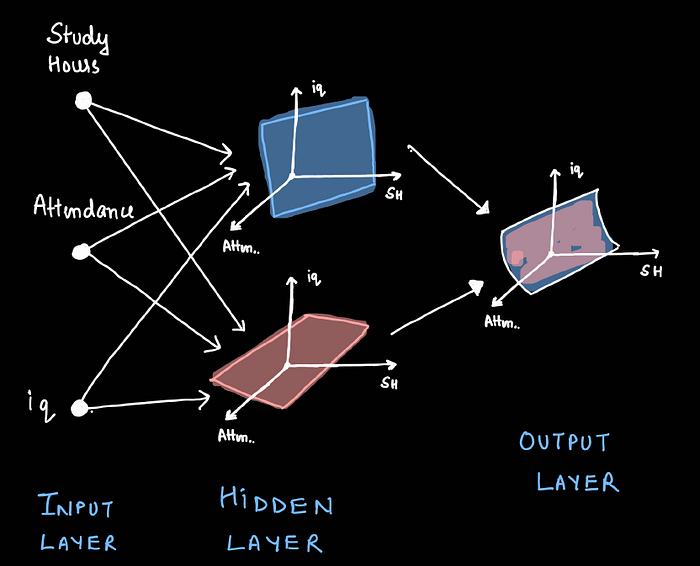 Study
Hours
Attendance
iq
iq
SH
Attn..
iq
SH
Attn..
iq
SH
Attn..
INPUT
LAYER
HIDDEN
LAYER
OUTPUT
LAYER